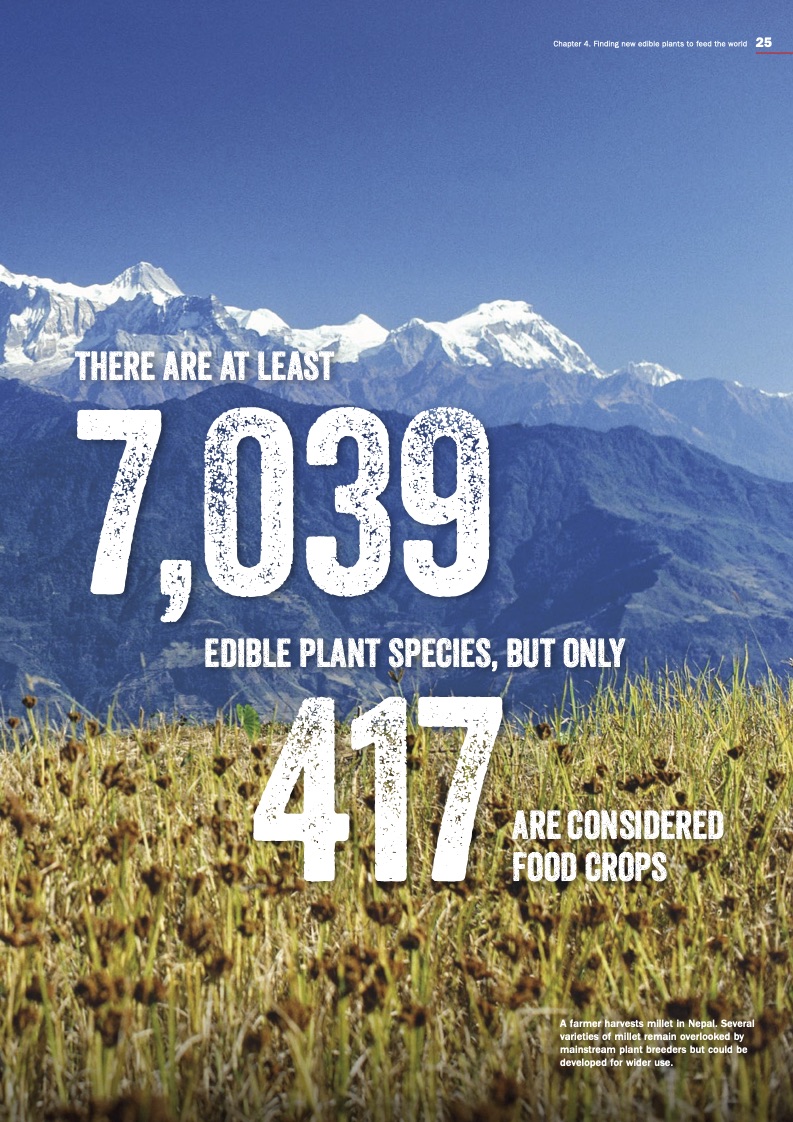 Chapter 4. Finding new edible plants to feed the world 25
THERE ARE AT LEAST
7,039
EDIBLE PLANT SPECIES, BUT ONLY
417
ARE CONSIDERED
FOOD CROPS
A farmer harvests millet in Nepal. Several
varieties of millet remain overlooked by
mainstream plant breeders but could be
developed for wider use.